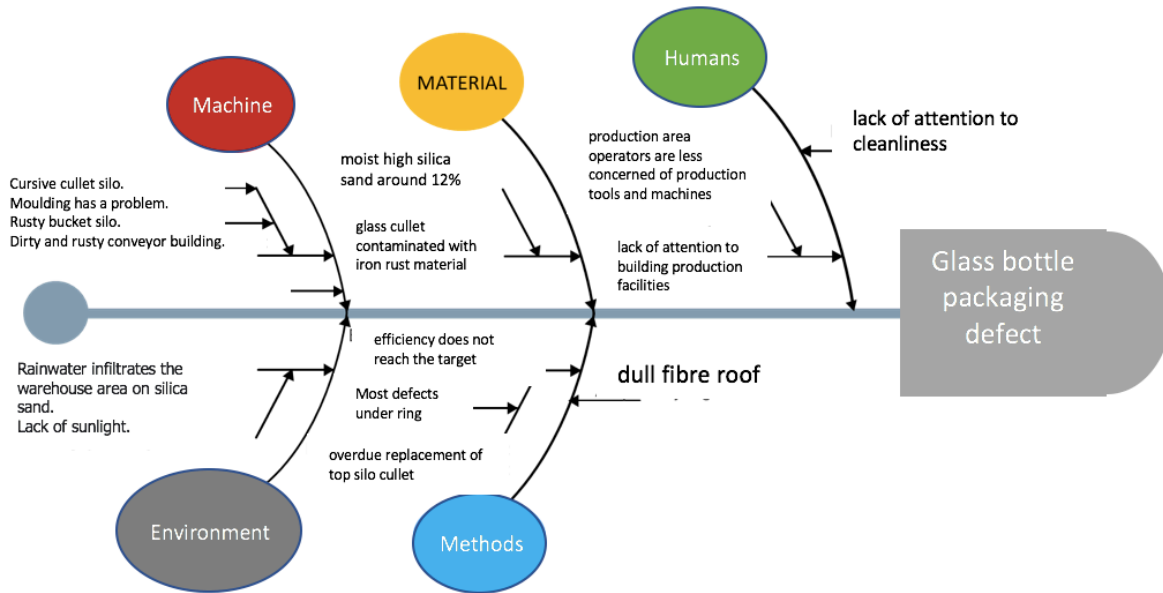 Machine
MATERIAL
Humans
Cursive cullet silo.
Moulding has a problem.
Rusty bucket silo.
Dirty and rusty conveyor building.
moist high silica
sand around 12%
glass cullet
contaminated with
iron rust material
production area
operators are less
concerned of production
tools and machines
lack of attention to
building production
facilities
lack of attention to
cleanliness
Glass bottle
packaging
defect
Rainwater infiltrates the
warehouse area on silica
sand.
Lack of sunlight.
efficiency does not
reach the target
Most defects
under ring
overdue replacement of
top silo cullet
dull fibre roof
Environment
Methods